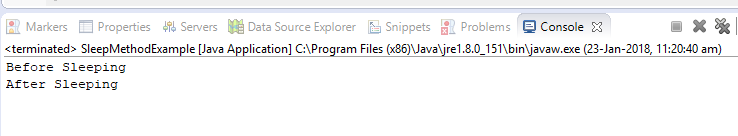 Markers Properties Servers Data Source Explorer Snippets Problems Console
<terminated> SleepMethodExample [Java Application] C:\Program Files (x86)\Java\jre1.8.0_151\bin\javaw.exe (23-Jan-2018, 11:20:40 am)
Before Sleeping
After Sleeping